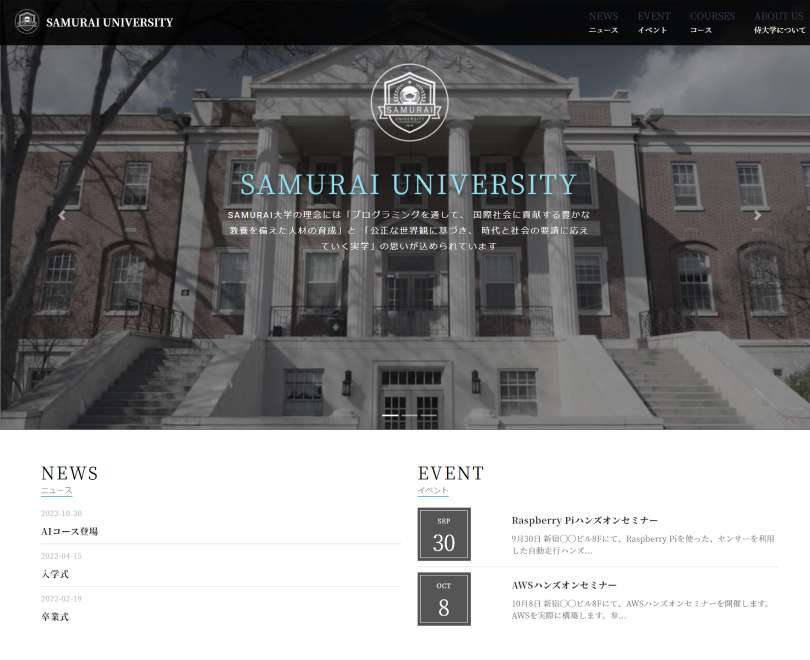 SAMURAI UNIVERSITY
NEWS
ニュース
EVENT
イベント
COURSES
コース
ABOUT US
侍大学について
SAMURAI
UNIVERSITY
SAMURAI UNIVERSITY
SAMURAI大学の理念には「プログラミングを通して、 国際社会に貢献する豊かな
教養を備えた人材の育成」と 「公正な世界観に基づき、 時代と社会の要請に応え
ていく実学」の思いが込められています
NEWS
ニュース
2023-10-30
AIコース登場
2022-04-15
入学式
2022-02-19
卒業式
EVENT
イベント
SEP
30
Raspberry Piハンズオンセミナー
9月30日 新宿〇〇ビル8Fにて、Raspberry Piを使った、センサーを利用
した自動走行ハンズ...
OCT
8
AWSハンズオンセミナー
10月8日 新宿〇〇ビル8Fにて、AWSハンズオンセミナーを開催します。
AWSを実際に構築します。参...